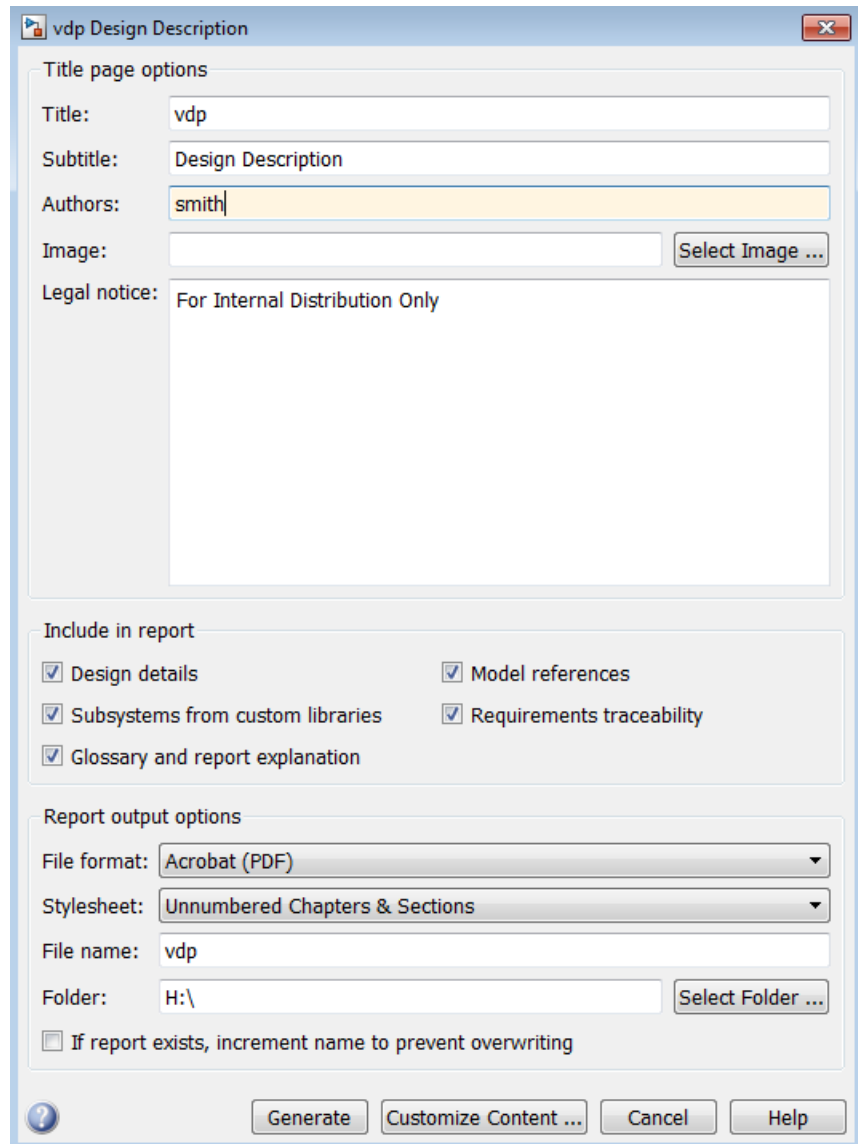 vdp Design Description
Title page options
Title: vdp
Subtitle: Design Description
Authors: smith
Image: Select Image ...
Legal notice: For Internal Distribution Only
Include in report
Design details Model references
Subsystems from custom libraries Requirements traceability
Glossary and report explanation
Report output options
File format: Acrobat (PDF)
Stylesheet: Unnumbered Chapters & Sections
File name: vdp
Folder: H:\ Select Folder ...
If report exists, increment name to prevent overwriting
? Generate Customize Content ... Cancel Help